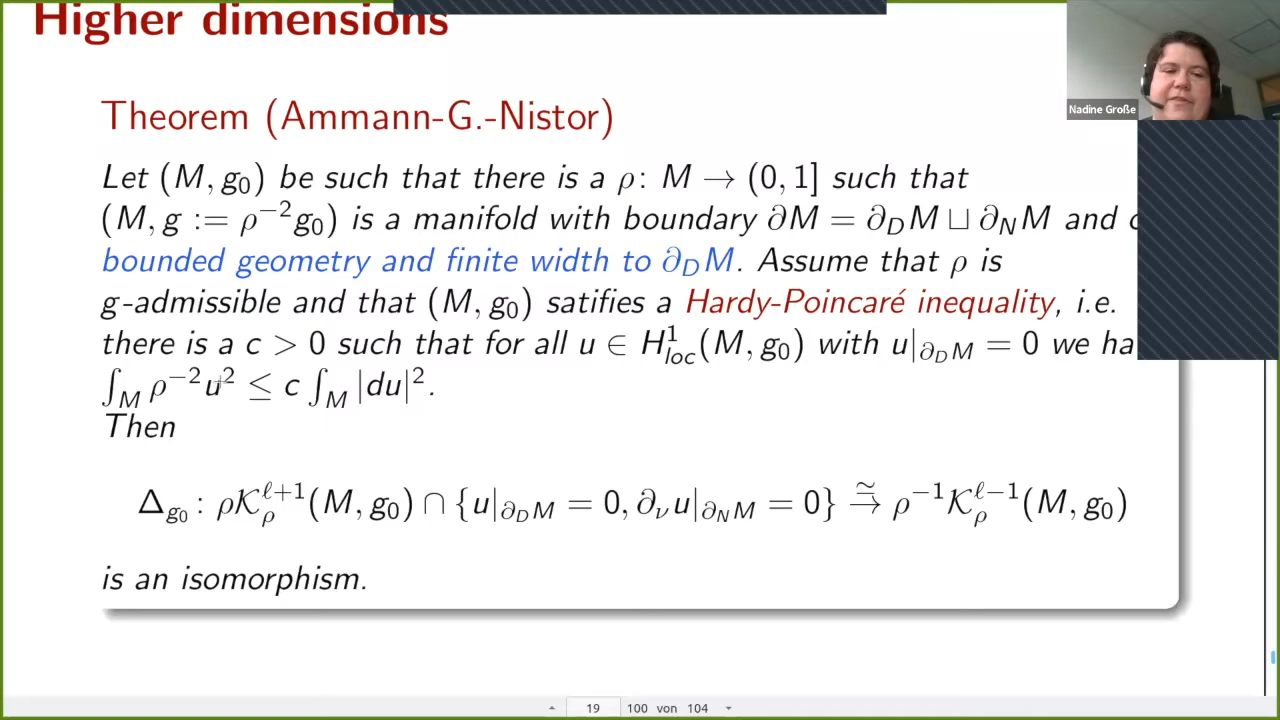 Higher dimensions
Nadine Große
Theorem (Ammann-G.-Nistor)
Let (M, g₀) be such that there is a ρ: M → (0, 1] such that
(M, g := ρ⁻²g₀) is a manifold with boundary ∂M = ∂_D M ⊔ ∂_N M and
bounded geometry and finite width to ∂_D M. Assume that ρ is
g-admissible and that (M, g₀) satifies a Hardy-Poincaré inequality, i.e.
there is a c > 0 such that for all u ∈ H¹_loc(M, g₀) with u|_{∂_D M} = 0 we
∫_M ρ⁻²u² ≤ c ∫_M |du|².
Then
Δ_{g₀} : ρK_ρ^{ℓ+1}(M, g₀) ∩ {u|_{∂_D M} = 0, ∂_ν u|_{∂_N M} = 0} ≃→ ρ⁻¹K_ρ^{ℓ−1}(M, g₀)
is an isomorphism.
19 100 von 104